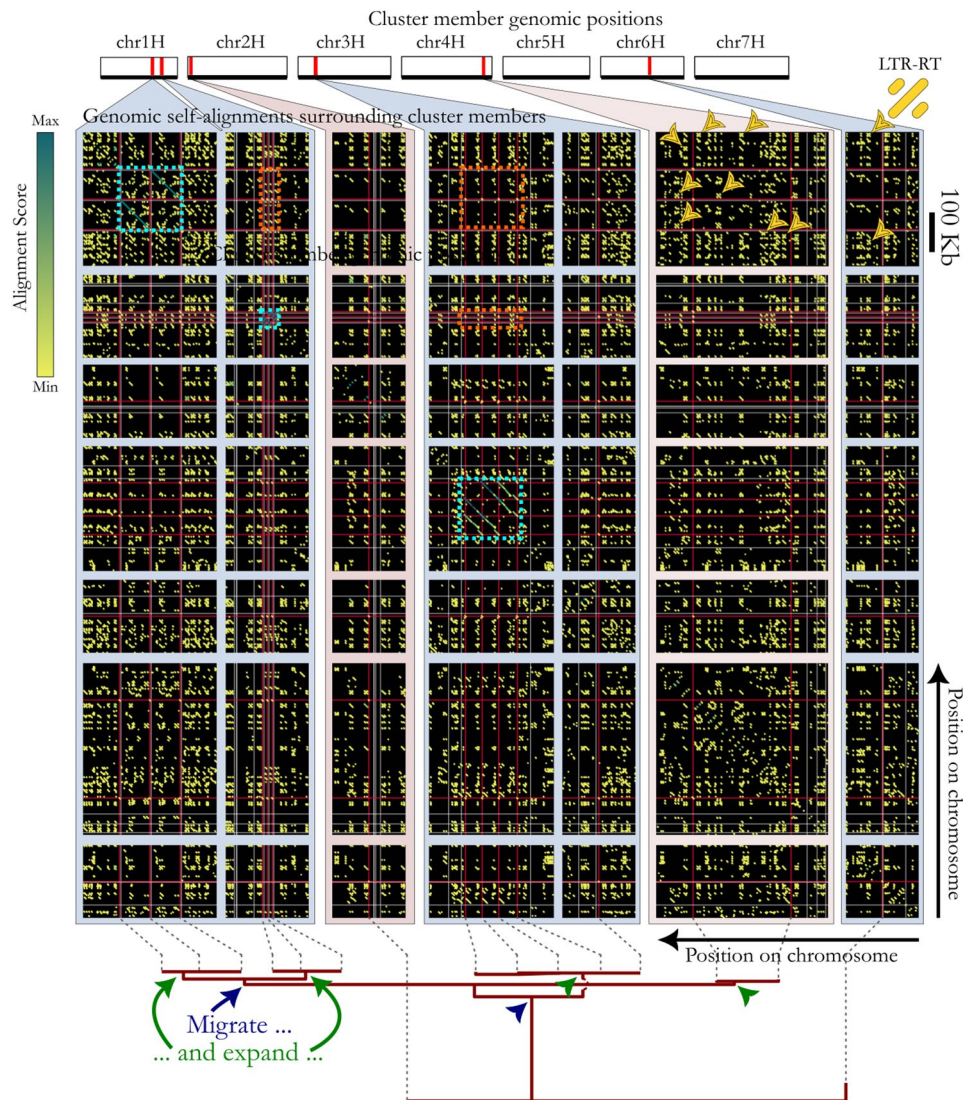 Cluster member genomic positions
chr1H chr2H chr3H chr4H chr5H chr6H chr7H
LTR-RT
Max
Genomic self-alignments surrounding cluster members
Alignment Score
100 Kb
Min
Position on chromosome
Position on chromosome
Migrate ...
... and expand ...